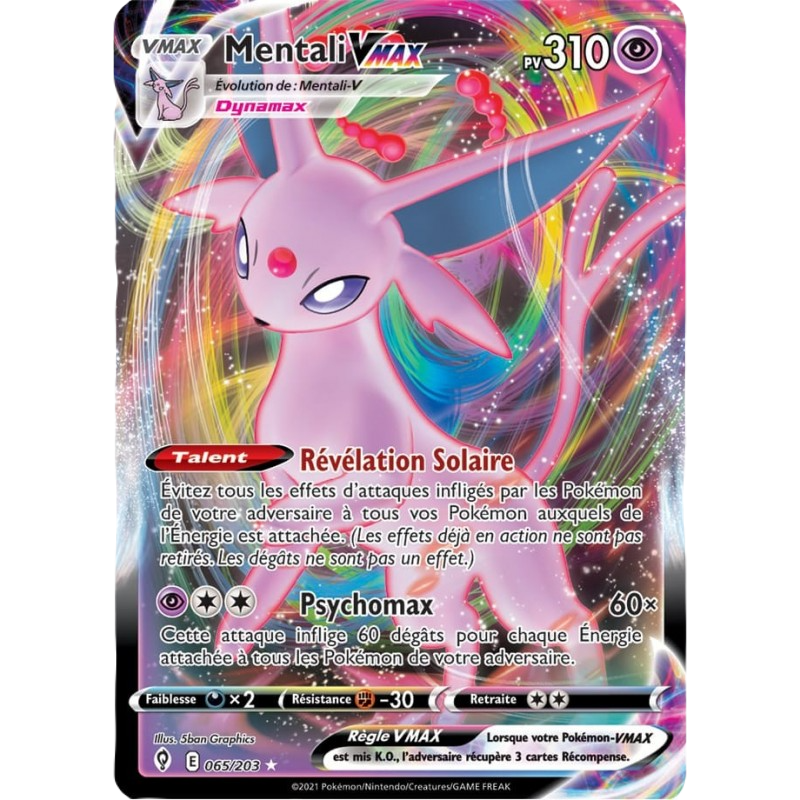 VMAX
Mentali VMAX
PV 310
Évolution de : Mentali-V
Dynamax
Talent Révélation Solaire
Évitez tous les effets d'attaques infligés par les Pokémon
de votre adversaire à tous vos Pokémon auxquels de
l'Énergie est attachée. (Les effets déjà en action ne sont pas
retirés. Les dégâts ne sont pas un effet.)
Psychomax 60×
Cette attaque inflige 60 dégâts pour chaque Énergie
attachée à tous les Pokémon de votre adversaire.
Faiblesse ×2 Résistance -30 Retraite
Illus. 5ban Graphics
Règle VMAX Lorsque votre Pokémon-VMAX
est mis K.O., l'adversaire récupère 3 cartes Récompense.
E 065/203 ★
©2021 Pokémon/Nintendo/Creatures/GAME FREAK